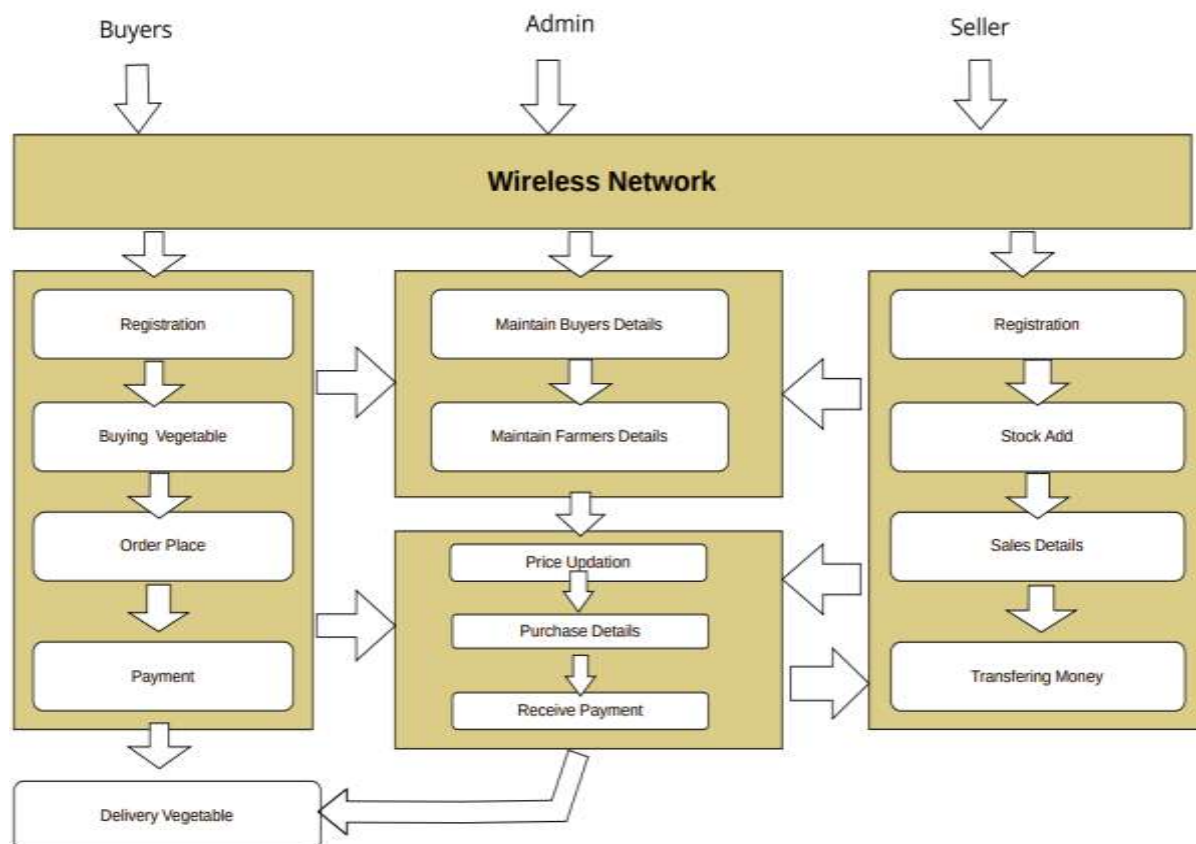 Buyers
Admin
Seller
Wireless Network
Registration
Buying Vegetable
Order Place
Payment
Delivery Vegetable
Maintain Buyers Details
Maintain Farmers Details
Price Updation
Purchase Details
Receive Payment
Registration
Stock Add
Sales Details
Transfering Money